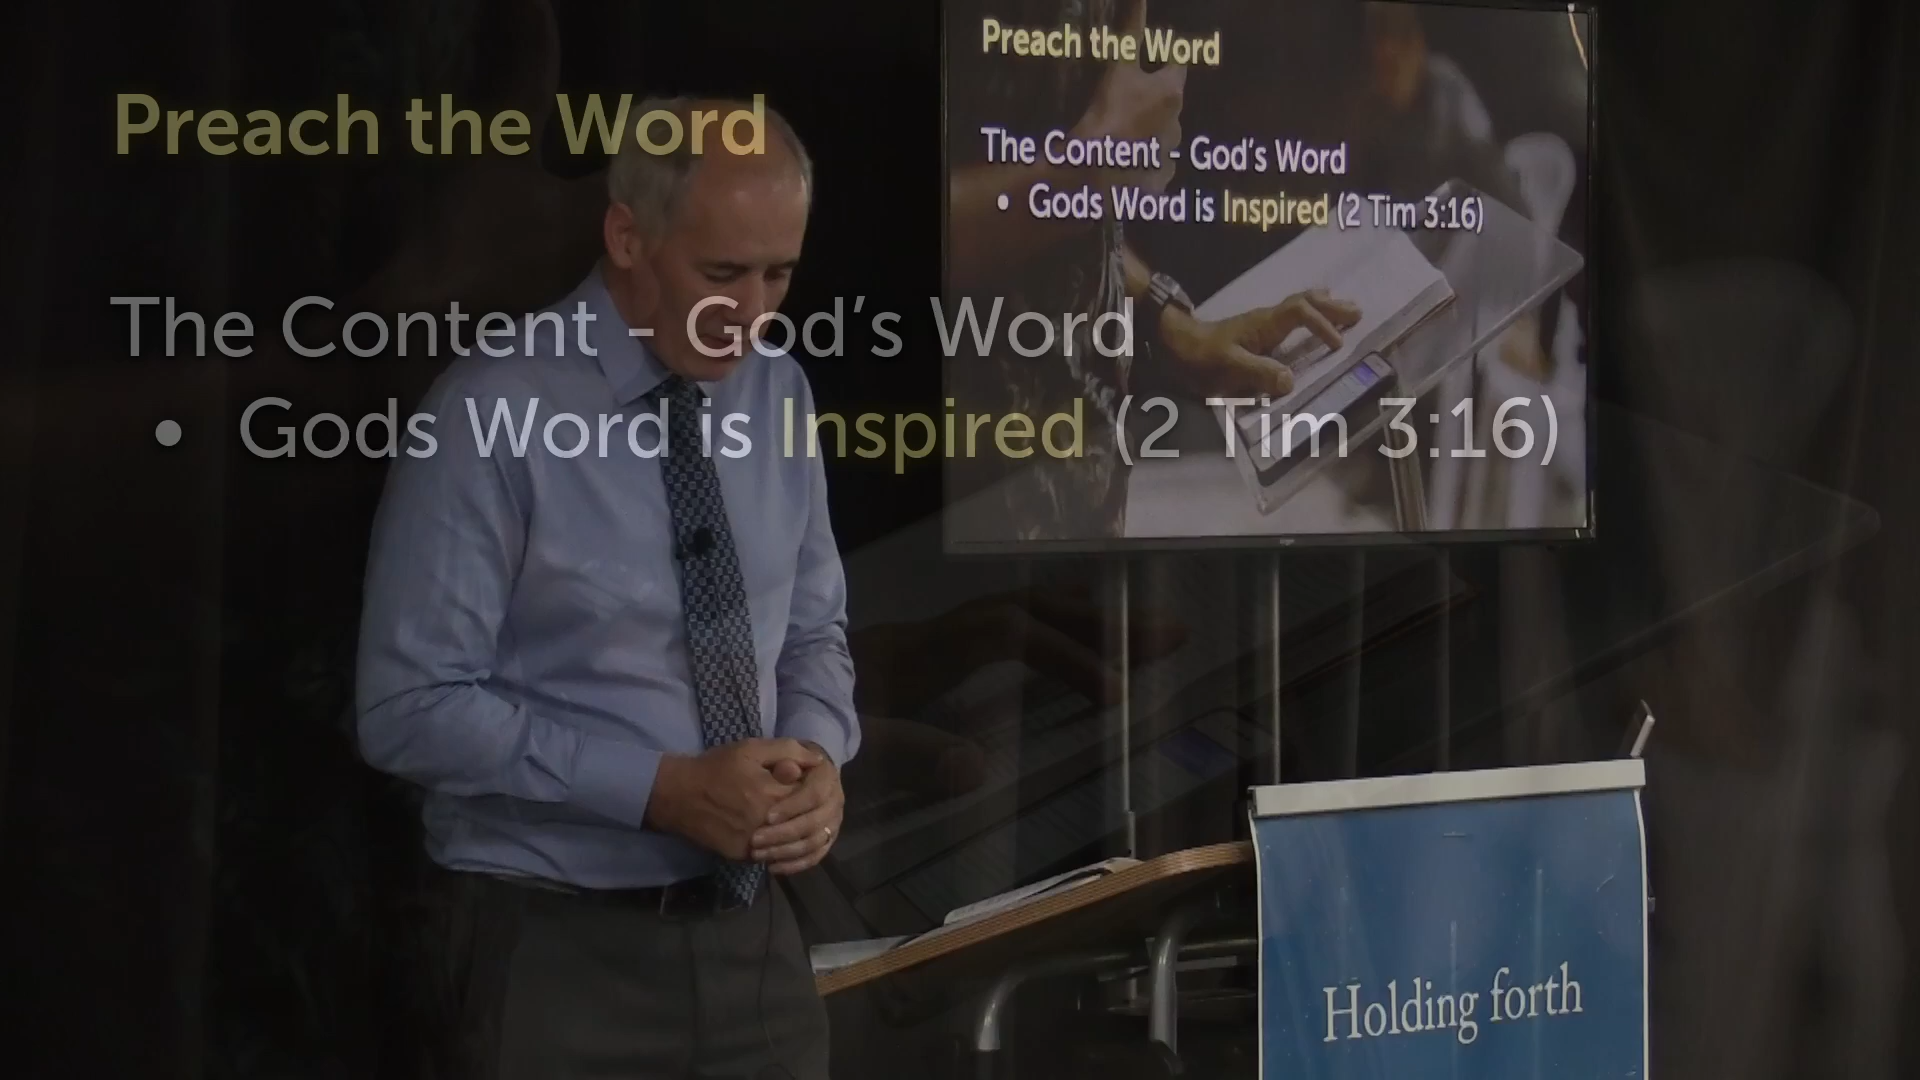 Preach the Word
The Content - God's Word
• Gods Word is Inspired (2 Tim 3:16)
Preach the Word
The Content - God’s Word
• Gods Word is Inspired (2 Tim 3:16)
Holding forth